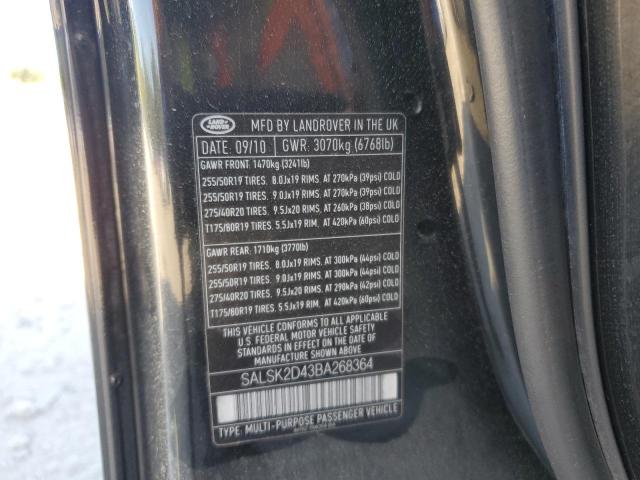 LAND ROVER
MFD BY LANDROVER IN THE UK
DATE: 09/10 GWR: 3070kg (6768lb)
GAWR FRONT: 1470kg (3241lb)
255/50R19 TIRES. 8.0Jx19 RIMS. AT 270kPa (39psi) COLD
255/50R19 TIRES. 9.0Jx19 RIMS. AT 270kPa (39psi) COLD
275/40R20 TIRES. 9.5Jx20 RIMS. AT 260kPa (38psi) COLD
T175/80R19 TIRES. 5.5Jx19 RIM. AT 420kPa (60psi) COLD
GAWR REAR: 1710kg (3770lb)
255/50R19 TIRES. 8.0Jx19 RIMS. AT 300kPa (44psi) COLD
255/50R19 TIRES. 9.0Jx19 RIMS. AT 300kPa (44psi) COLD
275/40R20 TIRES. 9.5Jx20 RIMS. AT 290kPa (42psi) COLD
T175/80R19 TIRES. 5.5Jx19 RIM. AT 420kPa (60psi) COLD
THIS VEHICLE CONFORMS TO ALL APPLICABLE
U.S. FEDERAL MOTOR VEHICLE SAFETY
STANDARDS IN EFFECT ON THE DATE OF
MANUFACTURE SHOWN ABOVE.
SALSK2D43BA268364
TYPE: MULTI-PURPOSE PASSENGER VEHICLE